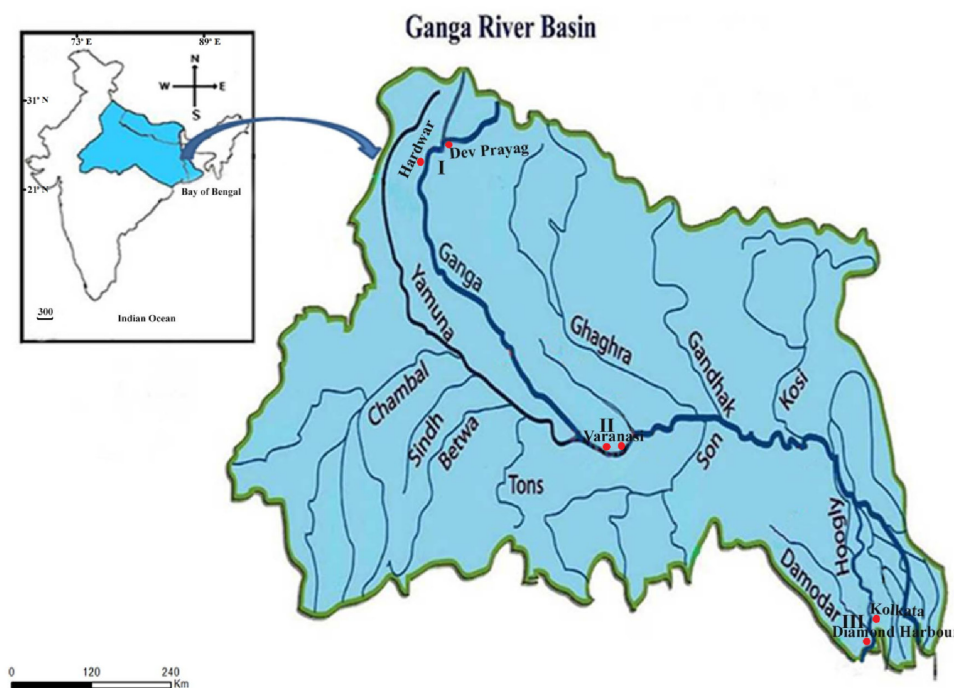 Ganga River Basin
73° E
89° E
N
W
E
S
31° N
21° N
Bay of Bengal
300
Indian Ocean
Hardwar
Dev Prayag
I
Ganga
Yamuna
Ghaghra
Gandhak
Kosi
Chambal
Sindh
Betwa
II
Varanasi
Tons
Son
Hoogly
Damodar
Kolkata
III
Diamond Harbour
0 120 240
Km